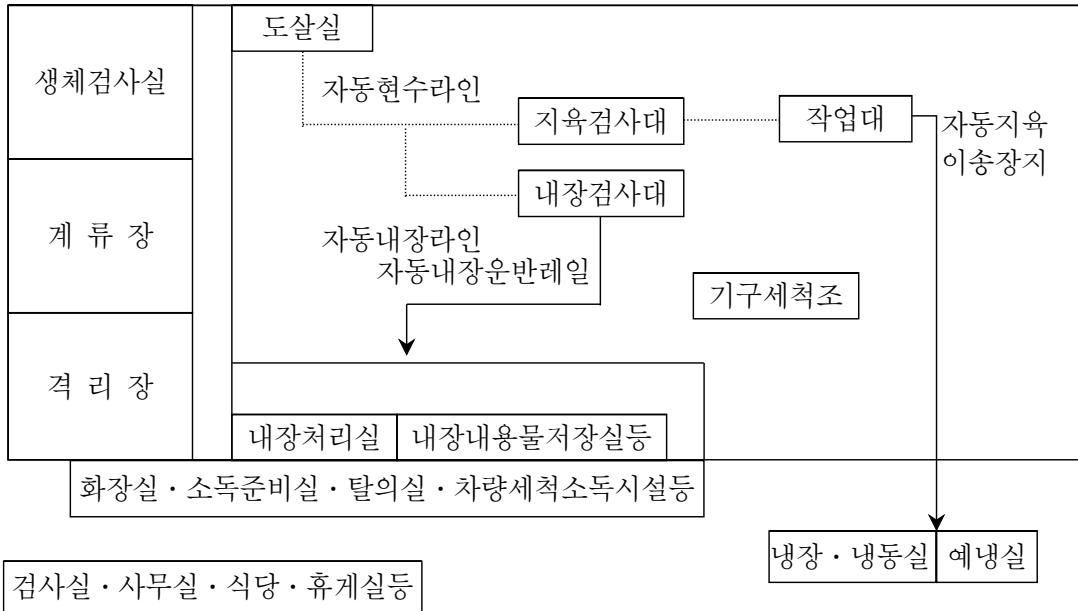 도살실
생체검사실
자동현수라인
지육검사대
작업대
자동지육
이송장지
내장검사대
계 류 장
자동내장라인
자동내장운반레일
기구세척조
격 리 장
내장처리실
내장내용물저장실등
화장실·소독준비실·탈의실·차량세척소독시설등
냉장·냉동실
예냉실
검사실·사무실·식당·휴게실등